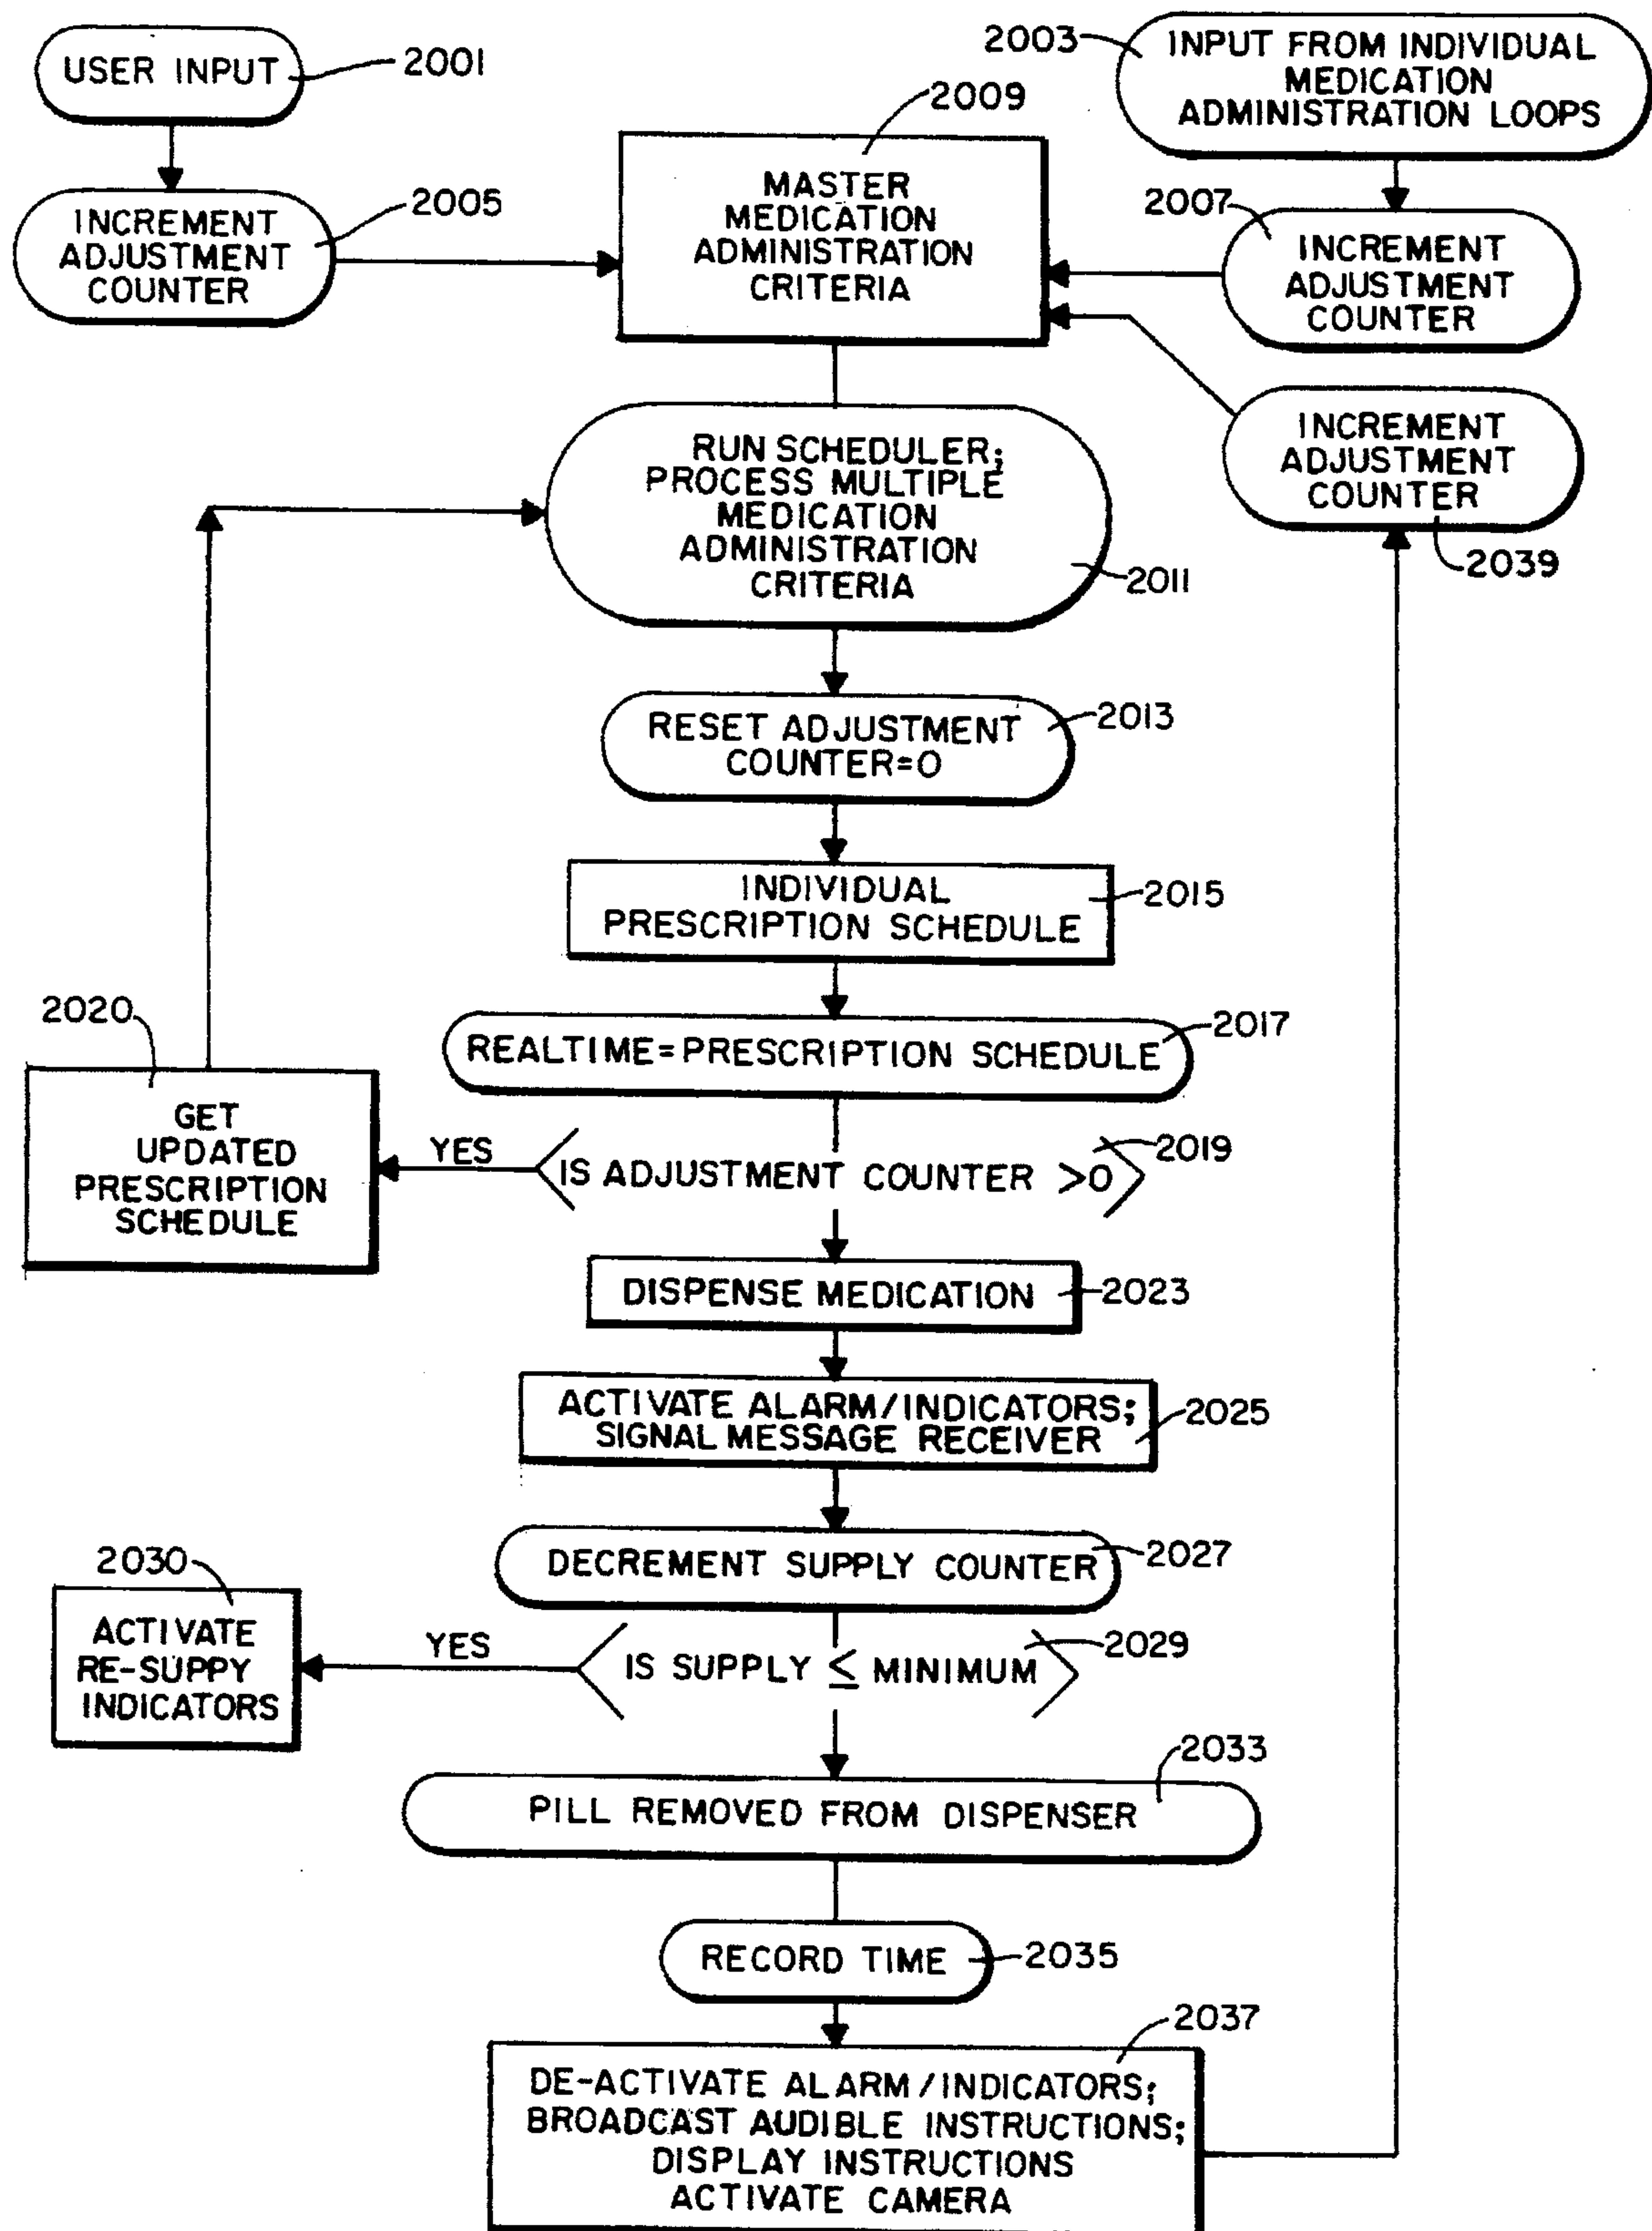 USER INPUT
2001
2003
INPUT FROM INDIVIDUAL
MEDICATION
ADMINISTRATION LOOPS
2009
INCREMENT
ADJUSTMENT
COUNTER
2005
MASTER
MEDICATION
ADMINISTRATION
CRITERIA
2007
INCREMENT
ADJUSTMENT
COUNTER
INCREMENT
ADJUSTMENT
COUNTER
2039
RUN SCHEDULER;
PROCESS MULTIPLE
MEDICATION
ADMINISTRATION
CRITERIA
2011
RESET ADJUSTMENT
COUNTER=0
2013
INDIVIDUAL
PRESCRIPTION SCHEDULE
2015
REALTIME=PRESCRIPTION SCHEDULE
2017
2020
GET
UPDATED
PRESCRIPTION
SCHEDULE
YES
IS ADJUSTMENT COUNTER >0
2019
DISPENSE MEDICATION
2023
ACTIVATE ALARM/INDICATORS;
SIGNAL MESSAGE RECEIVER
2025
DECREMENT SUPPLY COUNTER
2027
2030
ACTIVATE
RE-SUPPY
INDICATORS
YES
IS SUPPLY ≤ MINIMUM
2029
2033
PILL REMOVED FROM DISPENSER
RECORD TIME
2035
2037
DE-ACTIVATE ALARM/INDICATORS;
BROADCAST AUDIBLE INSTRUCTIONS;
DISPLAY INSTRUCTIONS
ACTIVATE CAMERA